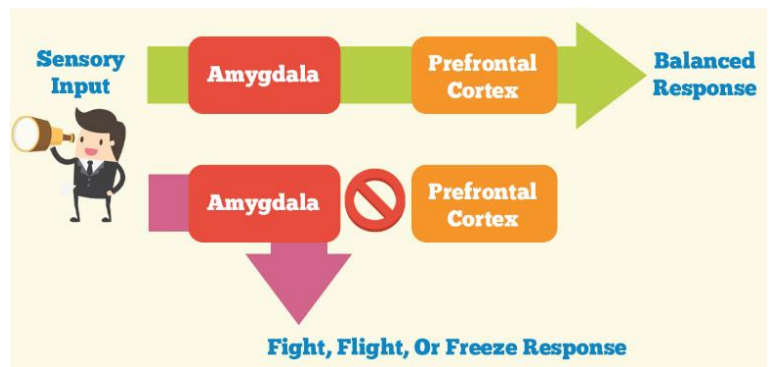 Sensory
Input
Amygdala
Prefrontal
Cortex
Balanced
Response
Amygdala
Prefrontal
Cortex
Fight, Flight, Or Freeze Response